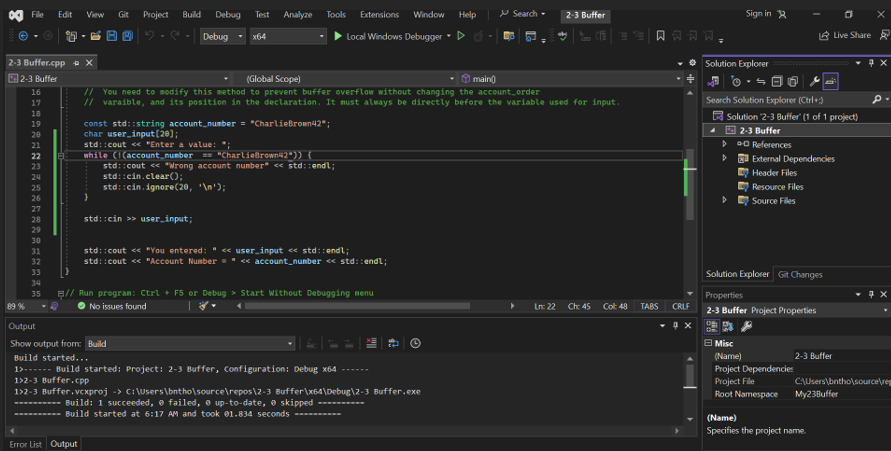 File Edit View Git Project Build Debug Test Analyze Tools Extensions Window Help Search 2-3 Buffer Sign in
Debug x64 Local Windows Debugger Live Share
2-3 Buffer.cpp
2-3 Buffer (Global Scope) main()
16 // You need to modify this method to prevent buffer overflow without changing the account_order
17 // varaible, and its position in the declaration. It must always be directly before the variable used for input.
18
19 const std::string account_number = "CharlieBrown42";
20 char user_input[20];
21 std::cout << "Enter a value: ";
22 while (!(account_number == "CharlieBrown42")) {
23 std::cout << "Wrong account number" << std::endl;
24 std::cin.clear();
25 std::cin.ignore(20, '\n');
26 }
27
28 std::cin >> user_input;
29
30
31 std::cout << "You entered: " << user_input << std::endl;
32 std::cout << "Account Number = " << account_number << std::endl;
33 }
34
35 // Run program: Ctrl + F5 or Debug > Start Without Debugging menu
89 % No issues found Ln: 22 Ch: 45 Col: 48 TABS CRLF
Output
Show output from: Build
Build started...
1>------ Build started: Project: 2-3 Buffer, Configuration: Debug x64 ------
1>2-3 Buffer.cpp
1>2-3 Buffer.vcxproj -> C:\Users\bntho\source\repos\2-3 Buffer\x64\Debug\2-3 Buffer.exe
========== Build: 1 succeeded, 0 failed, 0 up-to-date, 0 skipped ==========
========== Build started at 6:17 AM and took 01.834 seconds ==========
Error List Output
Solution Explorer
Search Solution Explorer (Ctrl+;)
Solution '2-3 Buffer' (1 of 1 project)
2-3 Buffer
References
External Dependencies
Header Files
Resource Files
Source Files
Solution Explorer Git Changes
Properties
2-3 Buffer Project Properties
Misc
(Name) 2-3 Buffer
Project Dependencies
Project File C:\Users\bntho\source\rep
Root Namespace My23Buffer
(Name)
Specifies the project name.